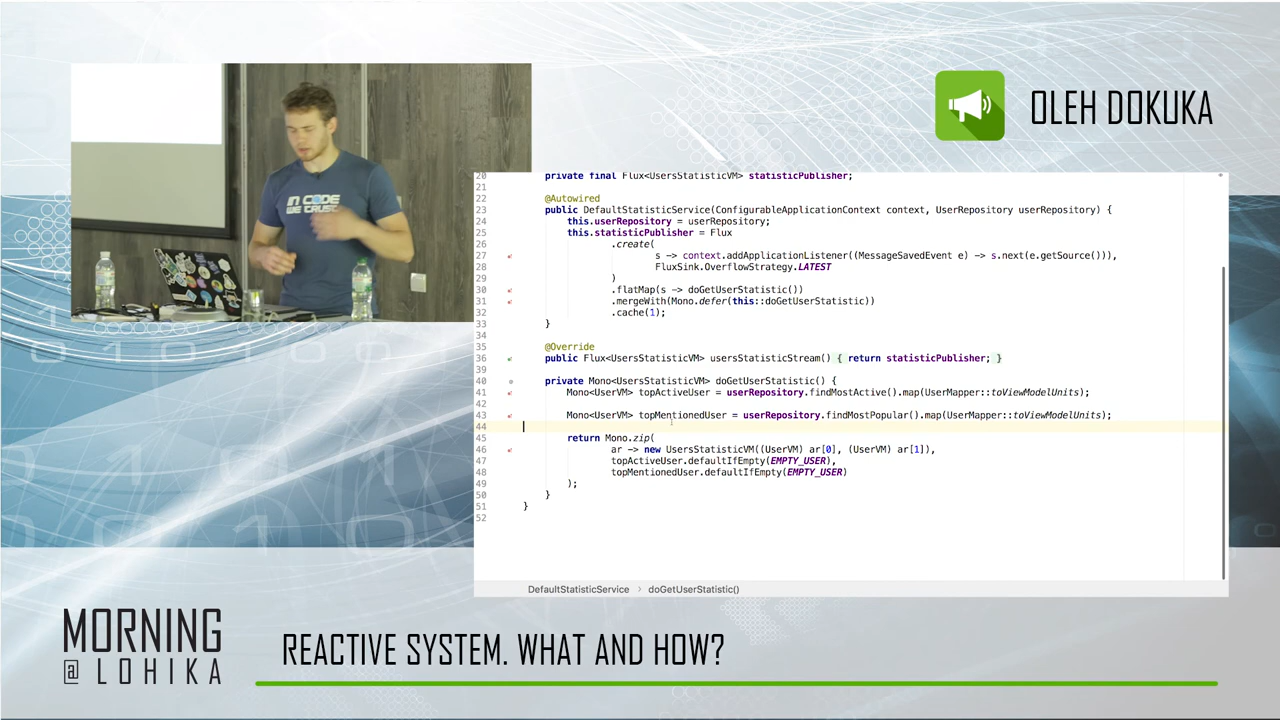 OLEH DOKUKA
IN CODE
WE TRUST
20 private final Flux<UsersStatisticVM> statisticPublisher;
21
22 @Autowired
23 public DefaultStatisticService(ConfigurableApplicationContext context, UserRepository userRepository) {
24 this.userRepository = userRepository;
25 this.statisticPublisher = Flux
26 .create(
27 s -> context.addApplicationListener((MessageSavedEvent e) -> s.next(e.getSource())),
28 FluxSink.OverflowStrategy.LATEST
29 )
30 .flatMap(s -> doGetUserStatistic())
31 .mergeWith(Mono.defer(this::doGetUserStatistic))
32 .cache(1);
33 }
34
35 @Override
36 public Flux<UsersStatisticVM> usersStatisticStream() { return statisticPublisher; }
39
40 private Mono<UsersStatisticVM> doGetUserStatistic() {
41 Mono<UserVM> topActiveUser = userRepository.findMostActive().map(UserMapper::toViewModelUnits);
42
43 Mono<UserVM> topMentionedUser = userRepository.findMostPopular().map(UserMapper::toViewModelUnits);
44
45 return Mono.zip(
46 ar -> new UsersStatisticVM((UserVM) ar[0], (UserVM) ar[1]),
47 topActiveUser.defaultIfEmpty(EMPTY_USER),
48 topMentionedUser.defaultIfEmpty(EMPTY_USER)
49 );
50 }
51 }
52
DefaultStatisticService › doGetUserStatistic()
MORNING
@ LOHIKA
REACTIVE SYSTEM. WHAT AND HOW?